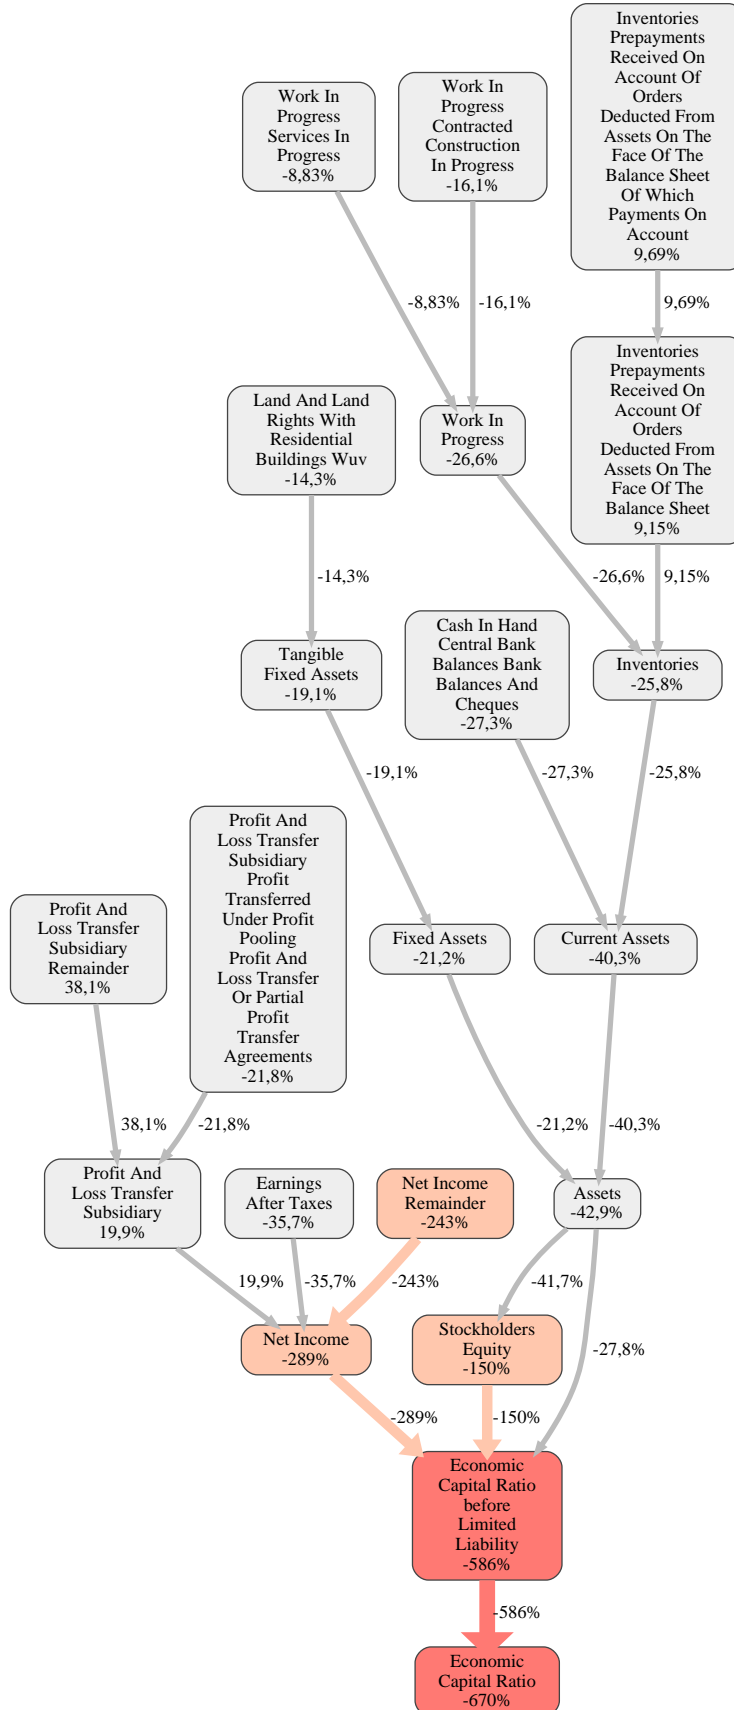 Inventories
Prepayments
Received On
Account Of
Orders
Deducted From
Assets On The
Face Of The
Balance Sheet
Of Which
Payments On
Account
9,69%
Work In
Progress
Services In
Progress
-8,83%
Work In
Progress
Contracted
Construction
In Progress
-16,1%
-8,83%
-16,1%
9,69%
Land And Land
Rights With
Residential
Buildings Wuv
-14,3%
Work In
Progress
-26,6%
Inventories
Prepayments
Received On
Account Of
Orders
Deducted From
Assets On The
Face Of The
Balance Sheet
9,15%
-14,3%
-26,6%
9,15%
Tangible
Fixed Assets
-19,1%
Cash In Hand
Central Bank
Balances Bank
Balances And
Cheques
-27,3%
Inventories
-25,8%
-19,1%
-27,3%
-25,8%
Profit And
Loss Transfer
Subsidiary
Remainder
38,1%
Profit And
Loss Transfer
Subsidiary
Profit
Transferred
Under Profit
Pooling
Profit And
Loss Transfer
Or Partial
Profit
Transfer
Agreements
-21,8%
Fixed Assets
-21,2%
Current Assets
-40,3%
38,1%
-21,8%
-21,2%
-40,3%
Profit And
Loss Transfer
Subsidiary
19,9%
Earnings
After Taxes
-35,7%
Net Income
Remainder
-243%
Assets
-42,9%
19,9%
-35,7%
-243%
-41,7%
-27,8%
Net Income
-289%
Stockholders
Equity
-150%
-289%
-150%
Economic
Capital Ratio
before
Limited
Liability
-586%
-586%
Economic
Capital Ratio
-670%